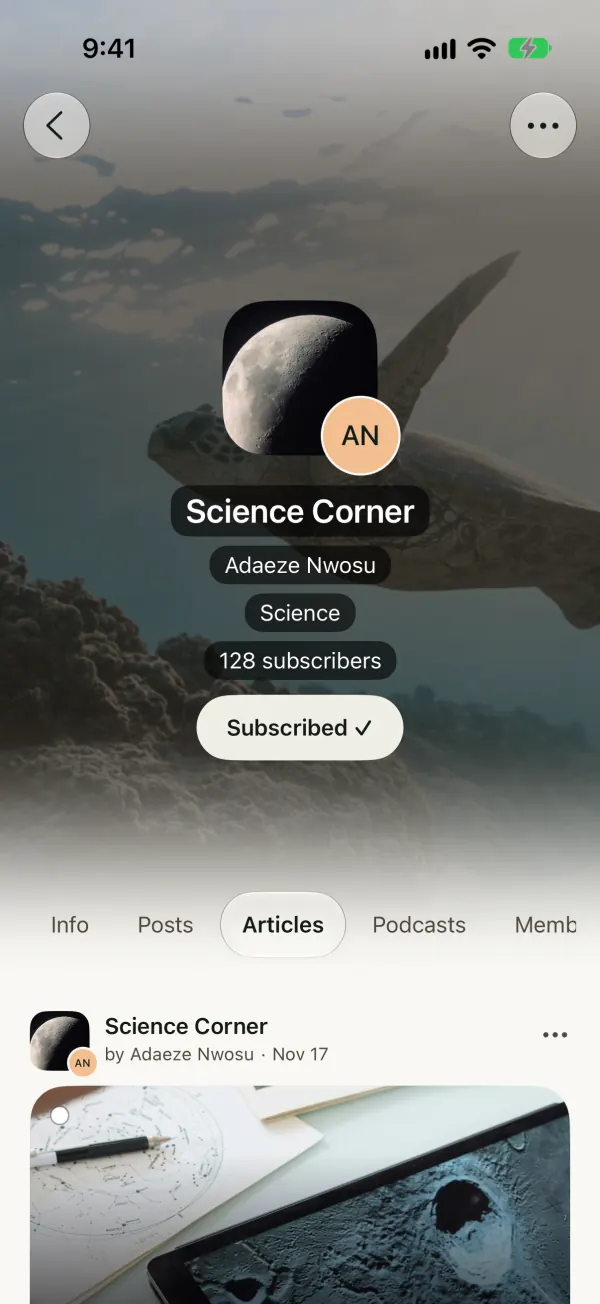 9:41
AN
Science Corner
Adaeze Nwosu
Science
128 subscribers
Subscribed ✓
Info Posts Articles Podcasts Memb
Science Corner
AN
by Adaeze Nwosu · Nov 17